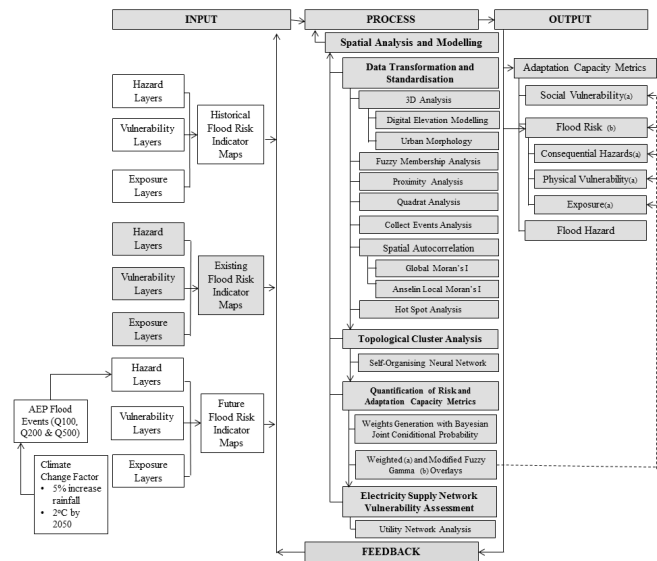 INPUT
PROCESS
OUTPUT
Hazard
Layers
Vulnerability
Layers
Exposure
Layers
Historical
Flood Risk
Indicator
Maps
Hazard
Layers
Vulnerability
Layers
Exposure
Layers
Existing
Flood Risk
Indicator
Maps
Hazard
Layers
Vulnerability
Layers
Exposure
Layers
Future
Flood Risk
Indicator
Maps
AEP Flood
Events (Q100,
Q200 & Q500)
Climate
Change Factor
• 5% increase
rainfall
• 2°C by
2050
Spatial Analysis and Modelling
Data Transformation and
Standardisation
3D Analysis
Digital Elevation Modelling
Urban Morphology
Fuzzy Membership Analysis
Proximity Analysis
Quadrat Analysis
Collect Events Analysis
Spatial Autocorrelation
Global Moran's I
Anselin Local Moran's I
Hot Spot Analysis
Topological Cluster Analysis
Self-Organising Neural Network
Quantification of Risk and
Adaptation Capacity Metrics
Weights Generation with Bayesian
Joint Coniditional Probability
Weighted (a) and Modified Fuzzy
Gamma (b) Overlays
Electricity Supply Network
Vulnerability Assessment
Utility Network Analysis
FEEDBACK
Adaptation Capacity Metrics
Social Vulnerability(a)
Flood Risk (b)
Consequential Hazards(a)
Physical Vulnerability(a)
Exposure(a)
Flood Hazard